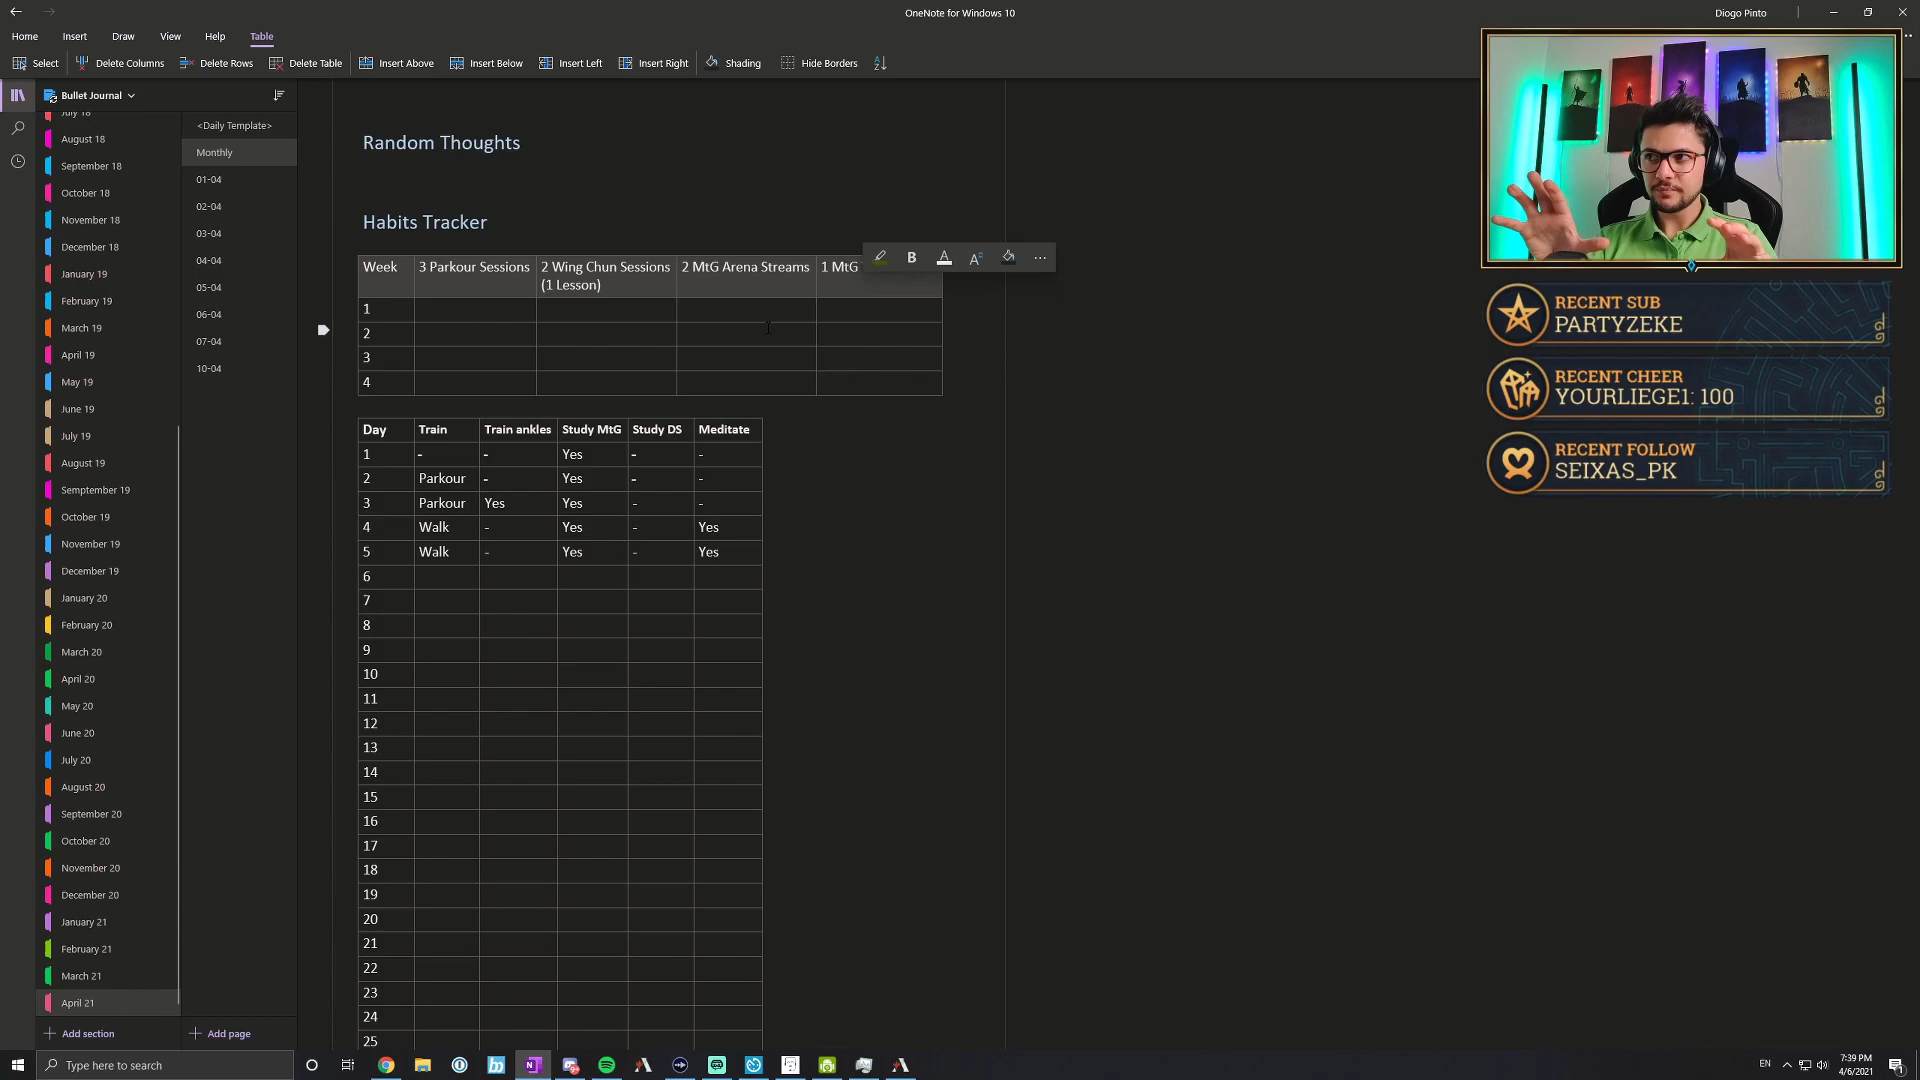 OneNote for Windows 10
Diogo Pinto
Home Insert Draw View Help Table
Select Delete Columns Delete Rows Delete Table Insert Above Insert Below Insert Left Insert Right Shading Hide Borders
Bullet Journal
July 18
August 18
September 18
October 18
November 18
December 18
January 19
February 19
March 19
April 19
May 19
June 19
July 19
August 19
Semptember 19
October 19
November 19
December 19
January 20
February 20
March 20
April 20
May 20
June 20
July 20
August 20
September 20
October 20
November 20
December 20
January 21
February 21
March 21
April 21
Add section
<Daily Template>
Monthly
01-04
02-04
03-04
04-04
05-04
06-04
07-04
10-04
Add page
Random Thoughts
Habits Tracker
Week 3 Parkour Sessions 2 Wing Chun Sessions 2 MtG Arena Streams 1 MtG
(1 Lesson)
1
2
3
4
Day Train Train ankles Study MtG Study DS Meditate
1 - - Yes - -
2 Parkour - Yes - -
3 Parkour Yes Yes - -
4 Walk - Yes - Yes
5 Walk - Yes - Yes
6
7
8
9
10
11
12
13
14
15
16
17
18
19
20
21
22
23
24
25
RECENT SUB
PARTYZEKE
RECENT CHEER
YOURLIEGE1: 100
RECENT FOLLOW
SEIXAS_PK
Type here to search
EN
7:39 PM
4/6/2021